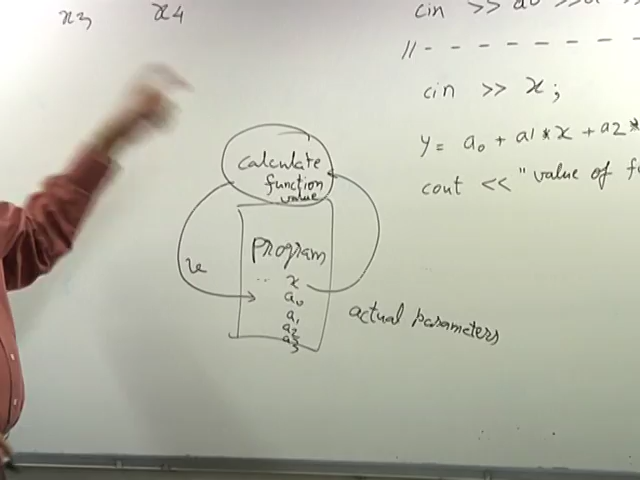 x3 x4
cin >> a0 >>
// - - - - - - -
cin >> x;
y = a0 + a1*x + a2*
cout << "value of
calculate
function
value
Program
.. x
a0
a1
a2
a3
actual parameters